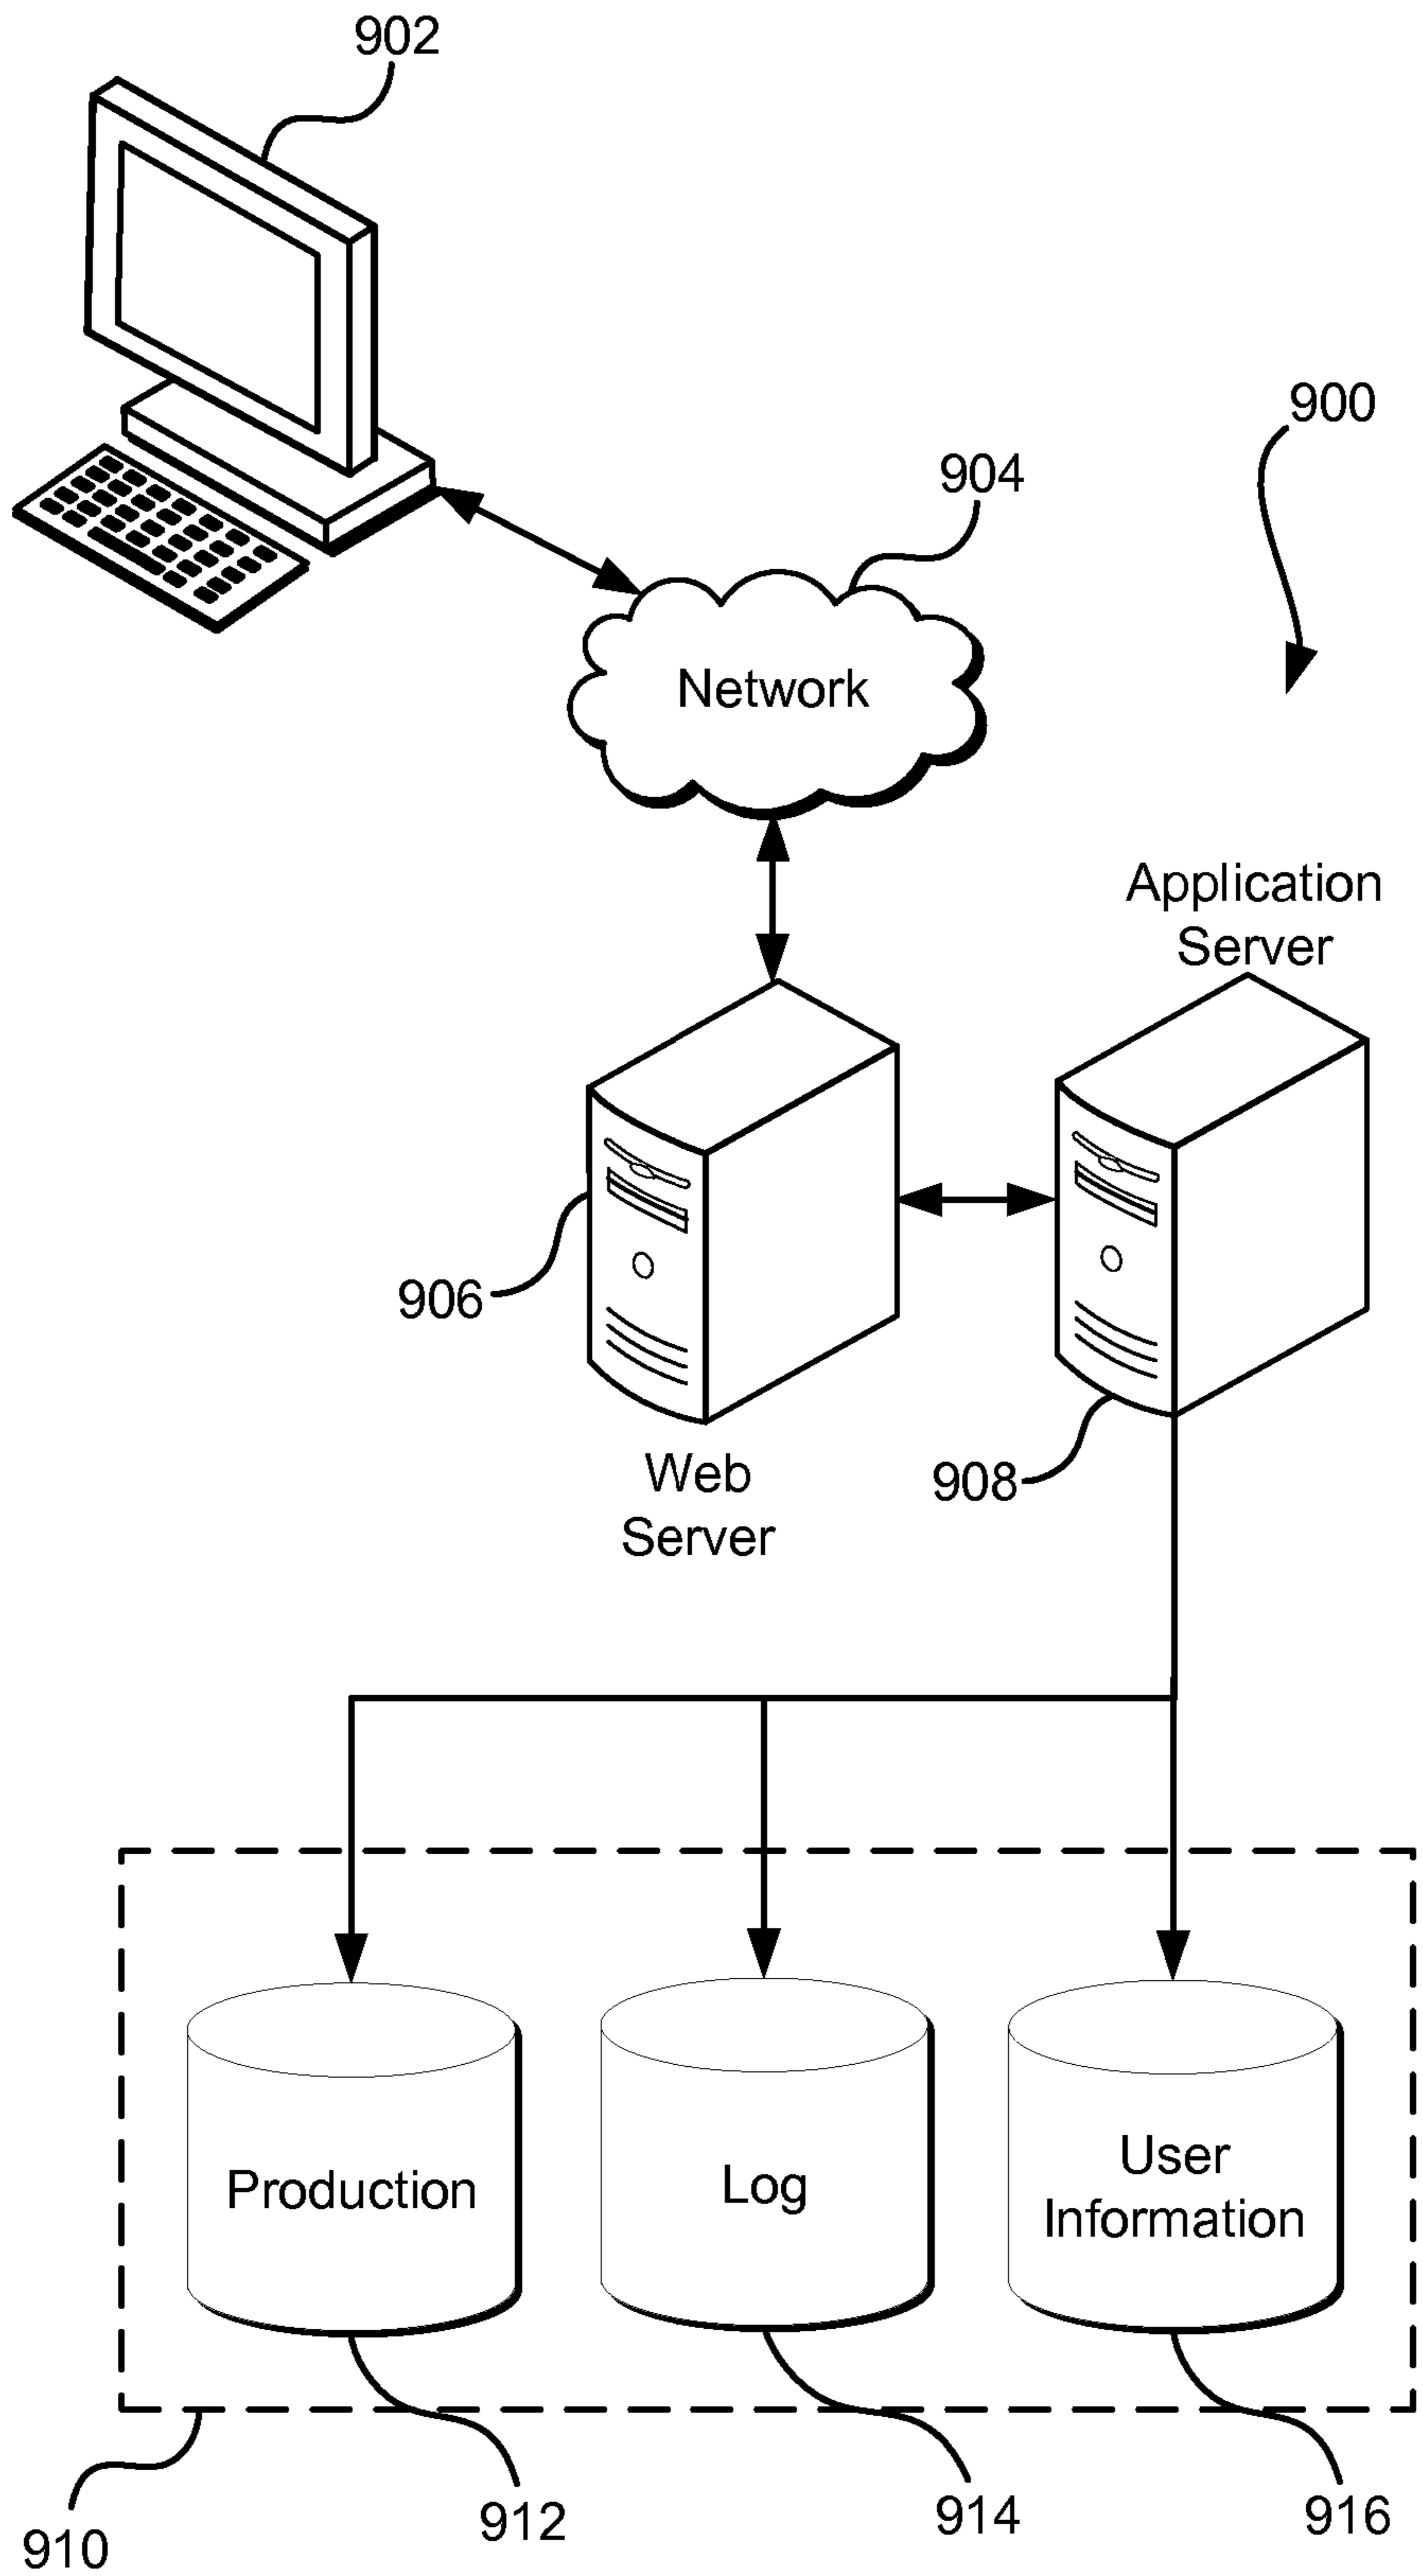 902
900
904
Network
Application
Server
906
908
Web
Server
Production
Log
User
Information
910
912
914
916